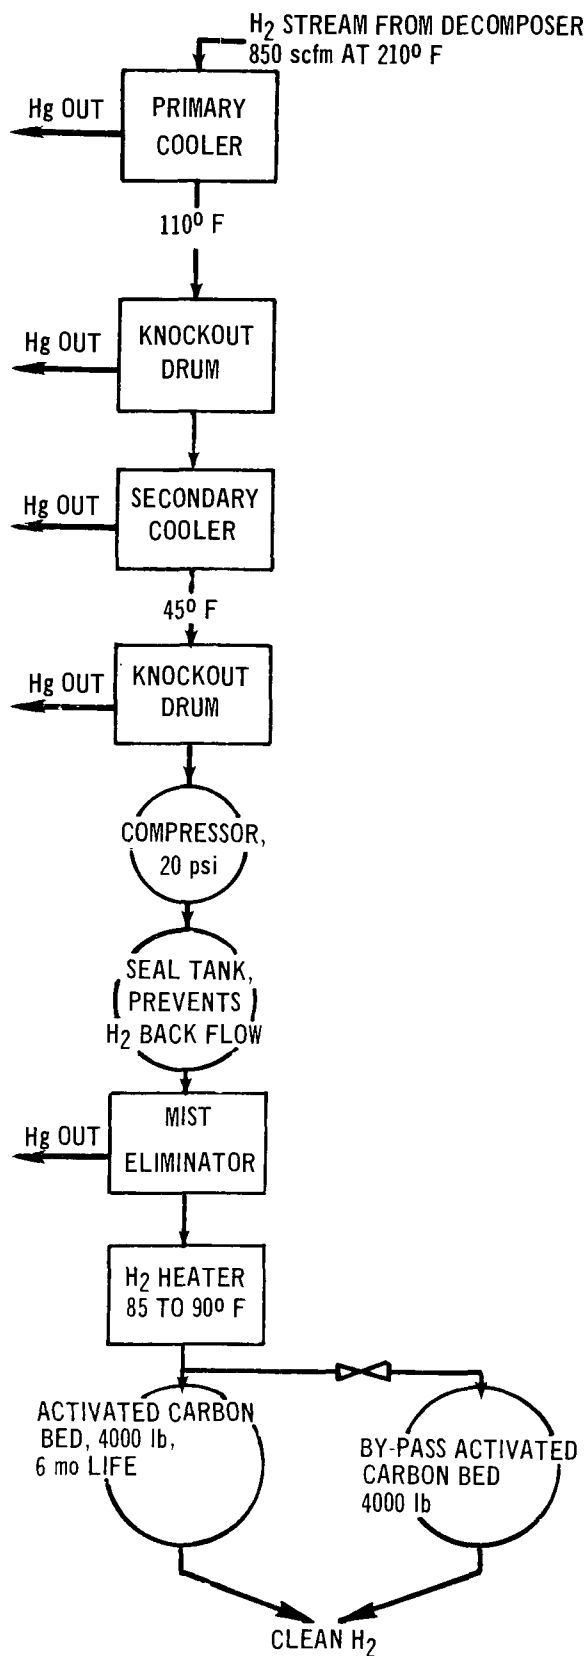 H2 STREAM FROM DECOMPOSER
850 scfm AT 210° F
Hg OUT
PRIMARY
COOLER
110° F
Hg OUT
KNOCKOUT
DRUM
Hg OUT
SECONDARY
COOLER
45° F
Hg OUT
KNOCKOUT
DRUM
COMPRESSOR,
20 psi
SEAL TANK,
PREVENTS
H2 BACK FLOW
Hg OUT
MIST
ELIMINATOR
H2 HEATER
85 TO 90° F
ACTIVATED CARBON
BED, 4000 lb,
6 mo LIFE
BY-PASS ACTIVATED
CARBON BED
4000 lb
CLEAN H2